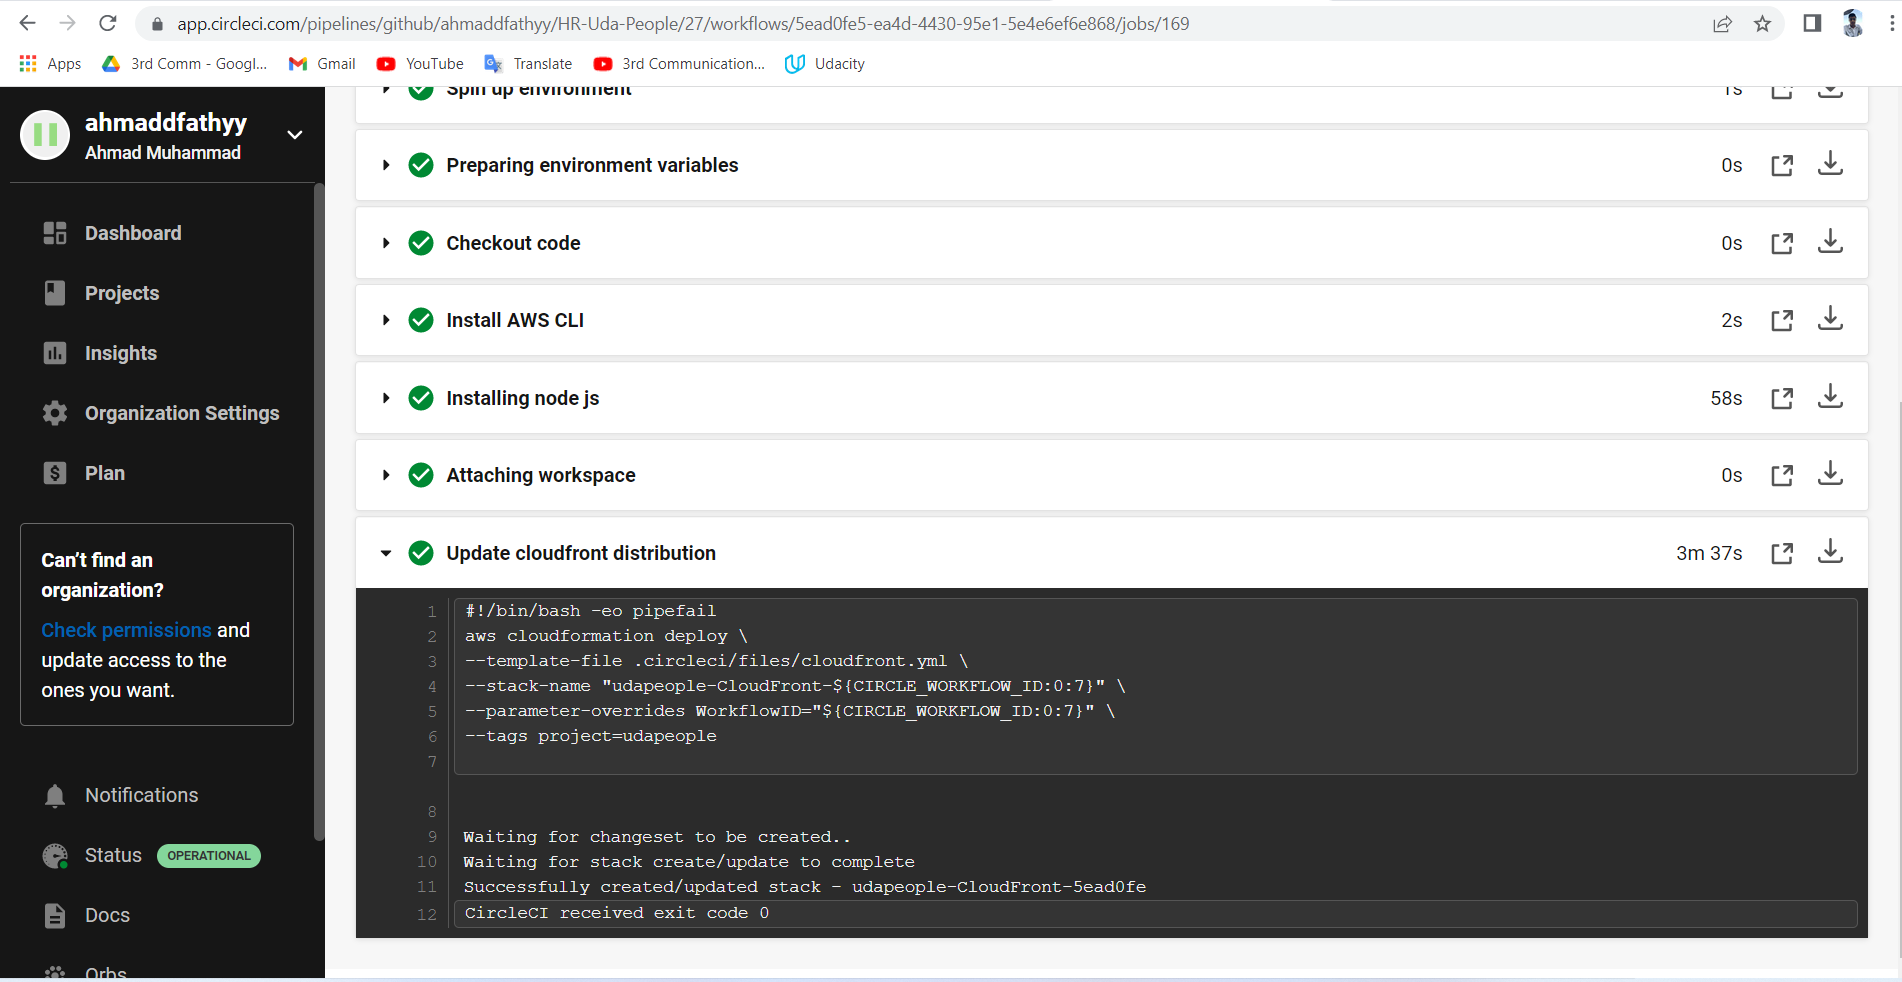 app.circleci.com/pipelines/github/ahmaddfathyy/HR-Uda-People/27/workflows/5ead0fe5-ea4d-4430-95e1-5e4e6ef6e868/jobs/169
Apps 3rd Comm - Googl... Gmail YouTube Translate 3rd Communication... Udacity
ahmaddfathyy
Ahmad Muhammad
Dashboard
Projects
Insights
Organization Settings
Plan
Can't find an
organization?
Check permissions and
update access to the
ones you want.
Notifications
Status OPERATIONAL
Docs
Orbs
Spin up environment 1s
Preparing environment variables 0s
Checkout code 0s
Install AWS CLI 2s
Installing node js 58s
Attaching workspace 0s
Update cloudfront distribution 3m 37s
1 #!/bin/bash -eo pipefail
2 aws cloudformation deploy \
3 --template-file .circleci/files/cloudfront.yml \
4 --stack-name "udapeople-CloudFront-${CIRCLE_WORKFLOW_ID:0:7}" \
5 --parameter-overrides WorkflowID="${CIRCLE_WORKFLOW_ID:0:7}" \
6 --tags project=udapeople
7
8
9 Waiting for changeset to be created..
10 Waiting for stack create/update to complete
11 Successfully created/updated stack - udapeople-CloudFront-5ead0fe
12 CircleCI received exit code 0